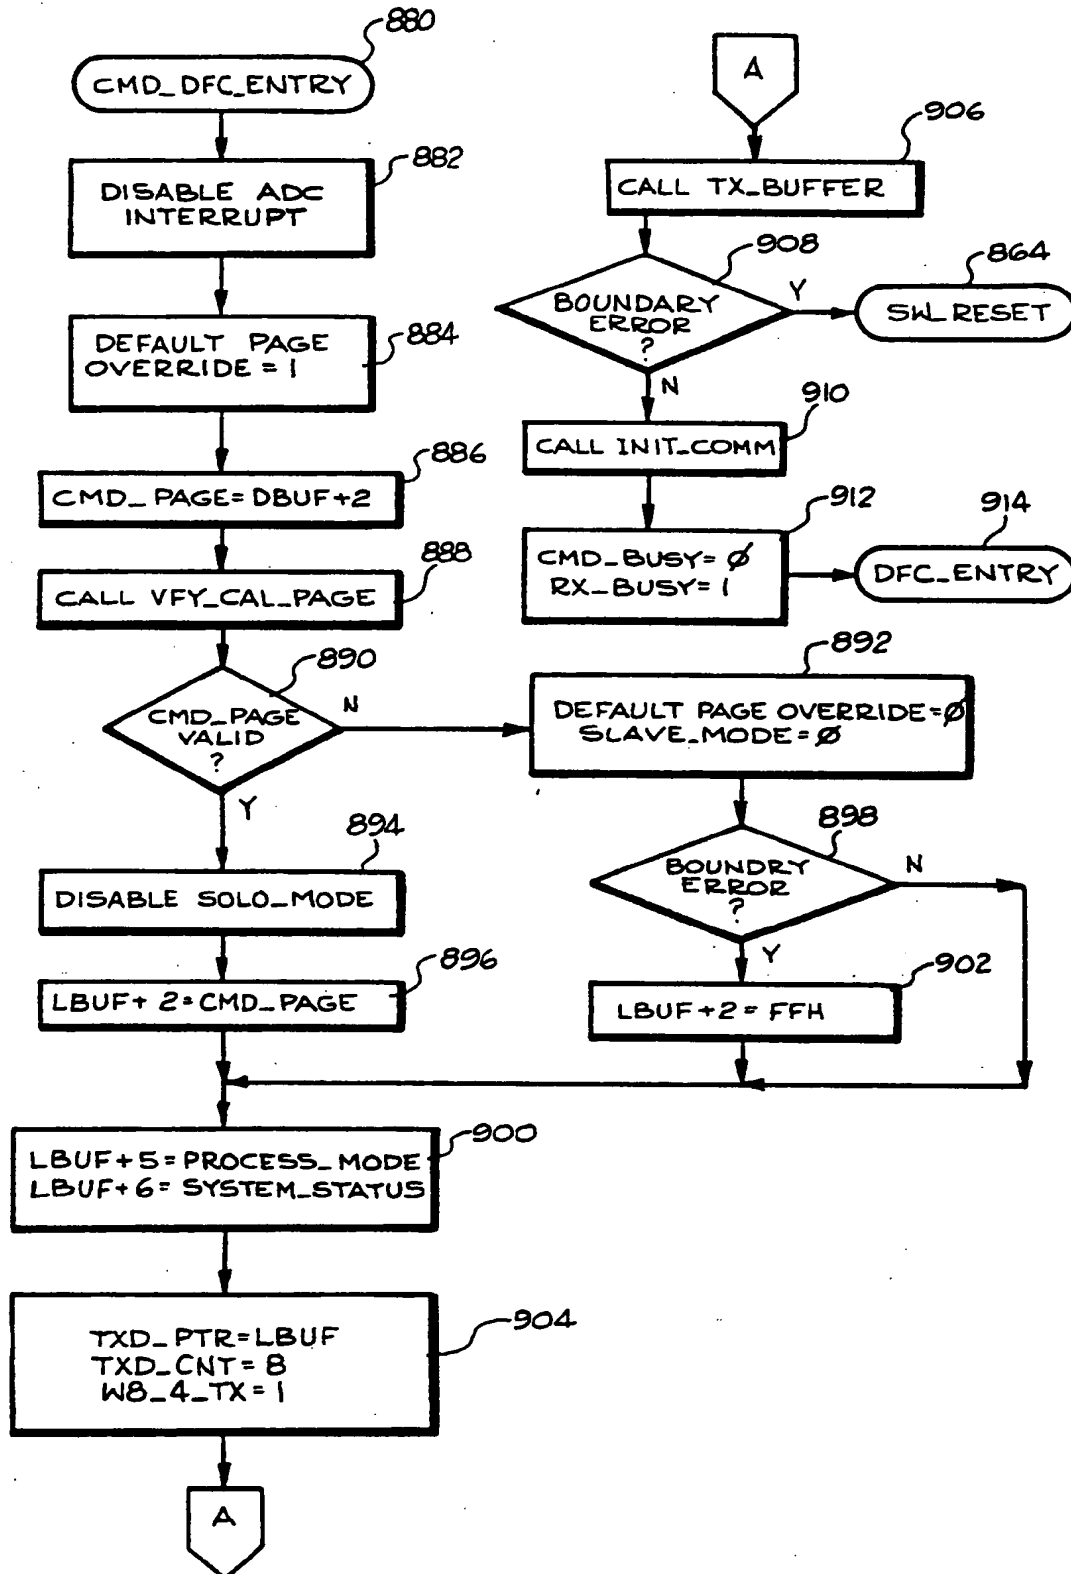 880
CMD_DFC_ENTRY
882
DISABLE ADC
INTERRUPT
884
DEFAULT PAGE
OVERRIDE = 1
886
CMD_PAGE=DBUF+2
888
CALL VFY_CAL_PAGE
890
CMD_PAGE
VALID
?
N
Y
894
DISABLE SOLO_MODE
896
LBUF+ 2=CMD_PAGE
900
LBUF+5=PROCESS_MODE
LBUF+6=SYSTEM_STATUS
904
TXD_PTR=LBUF
TXD_CNT=8
W8_4_TX=1
A
A
906
CALL TX_BUFFER
908
BOUNDARY
ERROR
?
Y
N
864
SW_RESET
910
CALL INIT_COMM
912
CMD_BUSY=Ø
RX_BUSY=1
914
DFC_ENTRY
892
DEFAULT PAGE OVERRIDE=Ø
SLAVE_MODE=Ø
898
BOUNDRY
ERROR
?
N
Y
902
LBUF+2=FFH